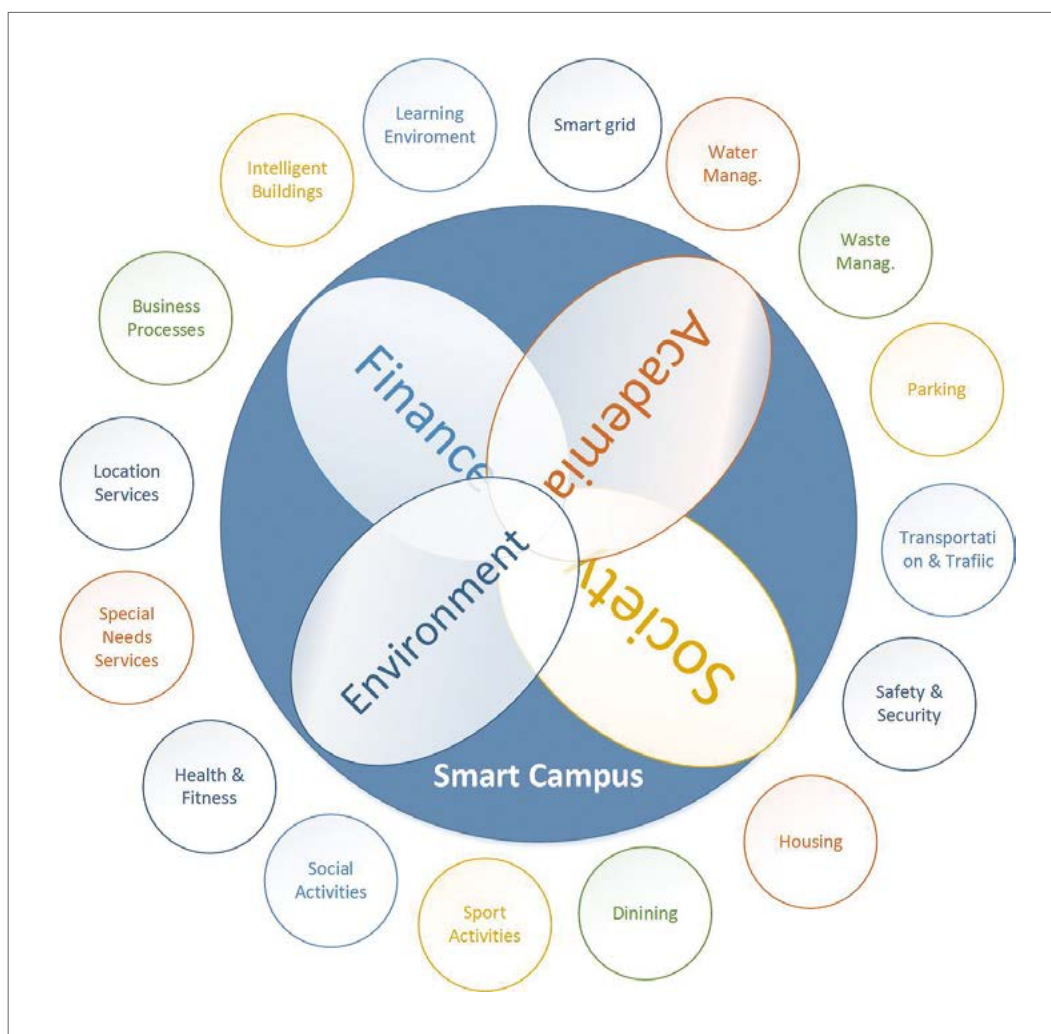 Learning
Enviroment
Smart grid
Water
Manag.
Waste
Manag.
Parking
Transportati
on & Trafiic
Safety &
Security
Housing
Dinining
Sport
Activities
Social
Activities
Health &
Fitness
Special
Needs
Services
Location
Services
Business
Processes
Intelligent
Buildings
Finance
Academia
Environment
Society
Smart Campus